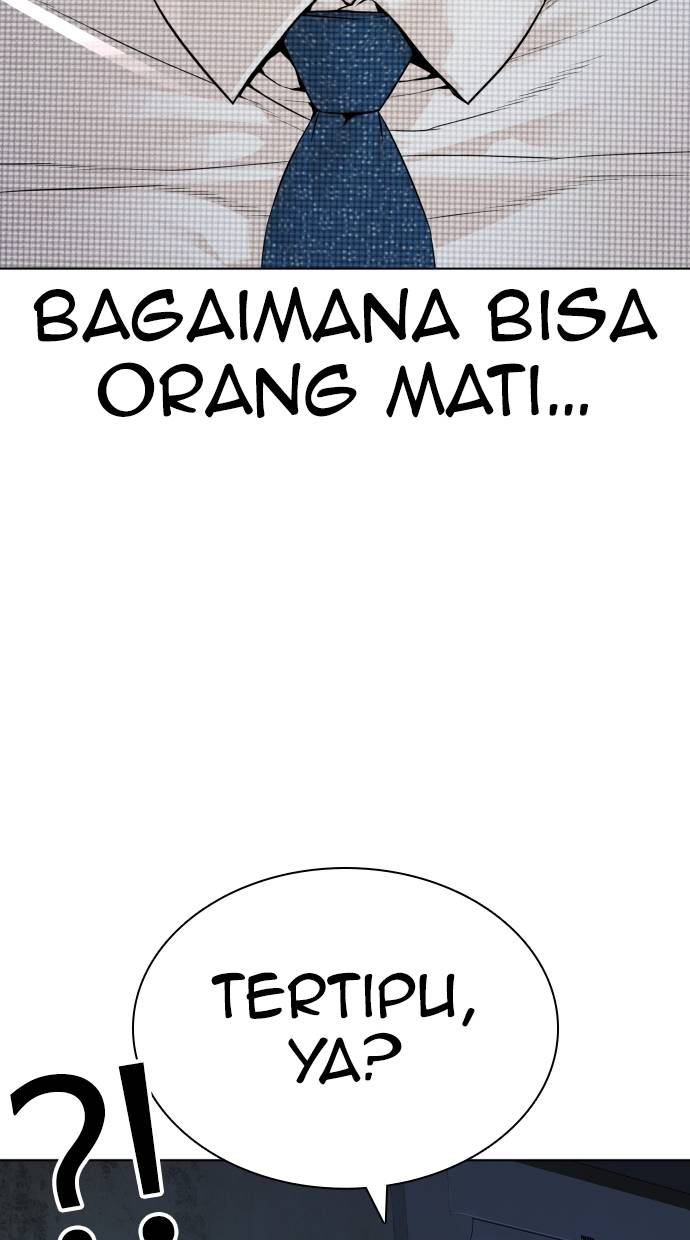 BAGAIMANA BISA
ORANG MATI...
TERTIPU,
YA?
?!